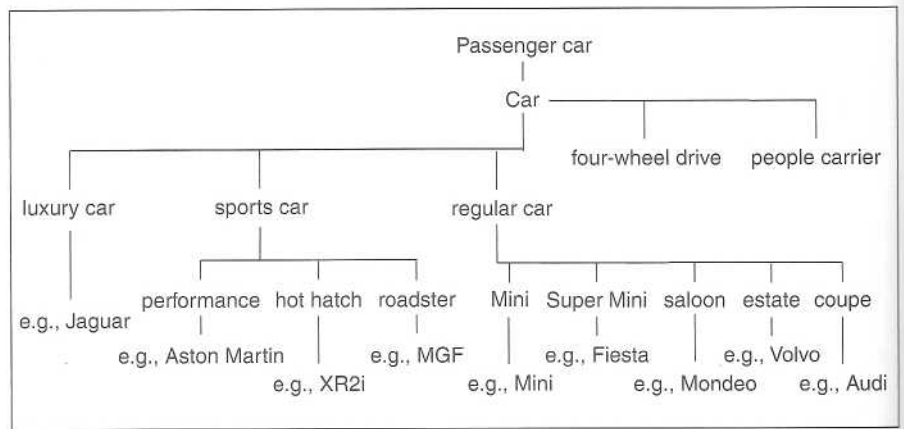 Passenger car
Car
four-wheel drive people carrier
luxury car sports car regular car
performance hot hatch roadster Mini Super Mini saloon estate coupe
e.g., Jaguar
e.g., Aston Martin e.g., MGF e.g., Fiesta e.g., Volvo
e.g., XR2i e.g., Mini e.g., Mondeo e.g., Audi